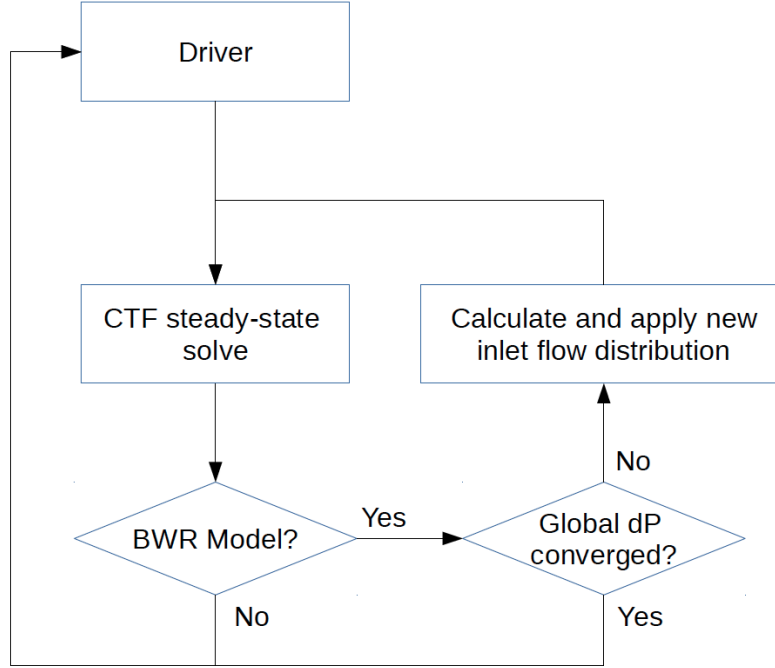 Driver
CTF steady-state
solve
Calculate and apply new
inlet flow distribution
No
BWR Model?
Yes
Global dP
converged?
No
Yes